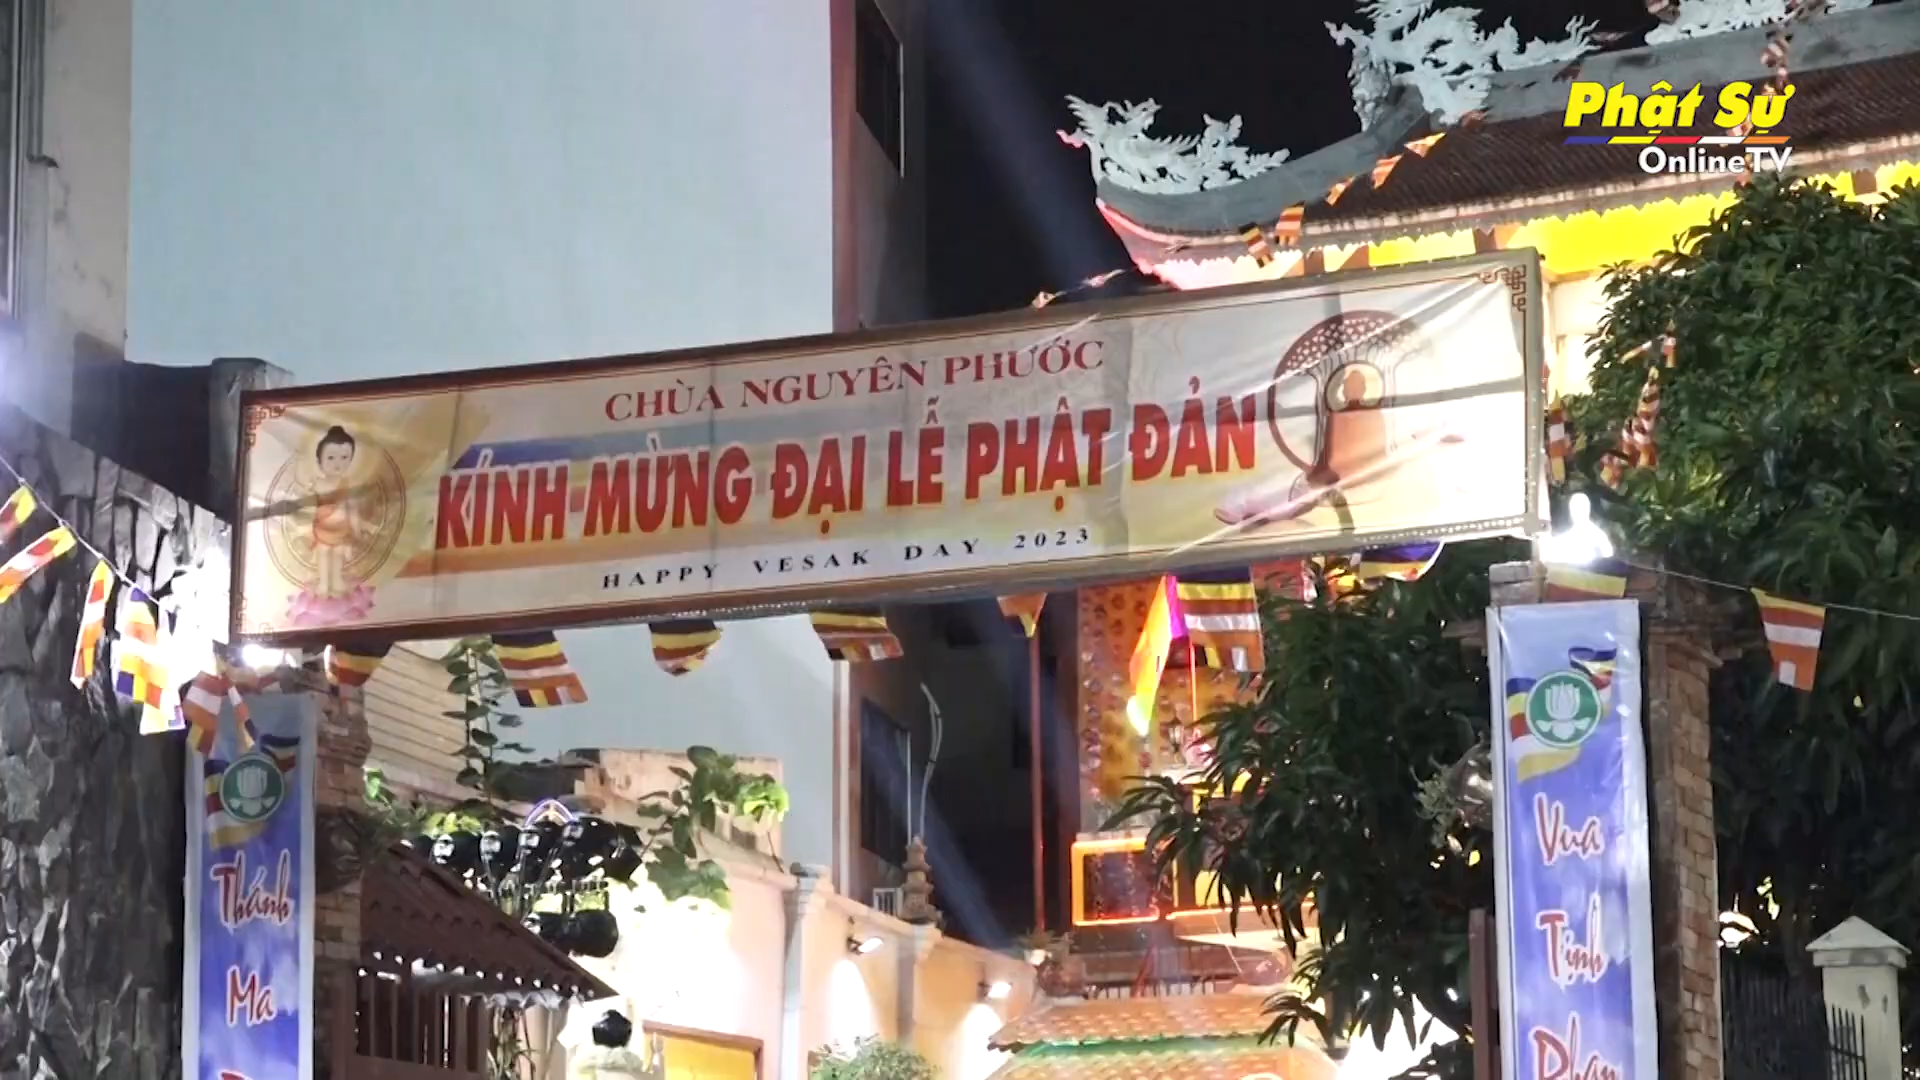 Phật Sự
OnlineTV
CHÙA NGUYÊN PHƯỚC
KÍNH-MỪNG ĐẠI LỄ PHẬT ĐẢN
HAPPY VESAK DAY 2023
Thánh
Ma
Vua
Tịnh
Phạn